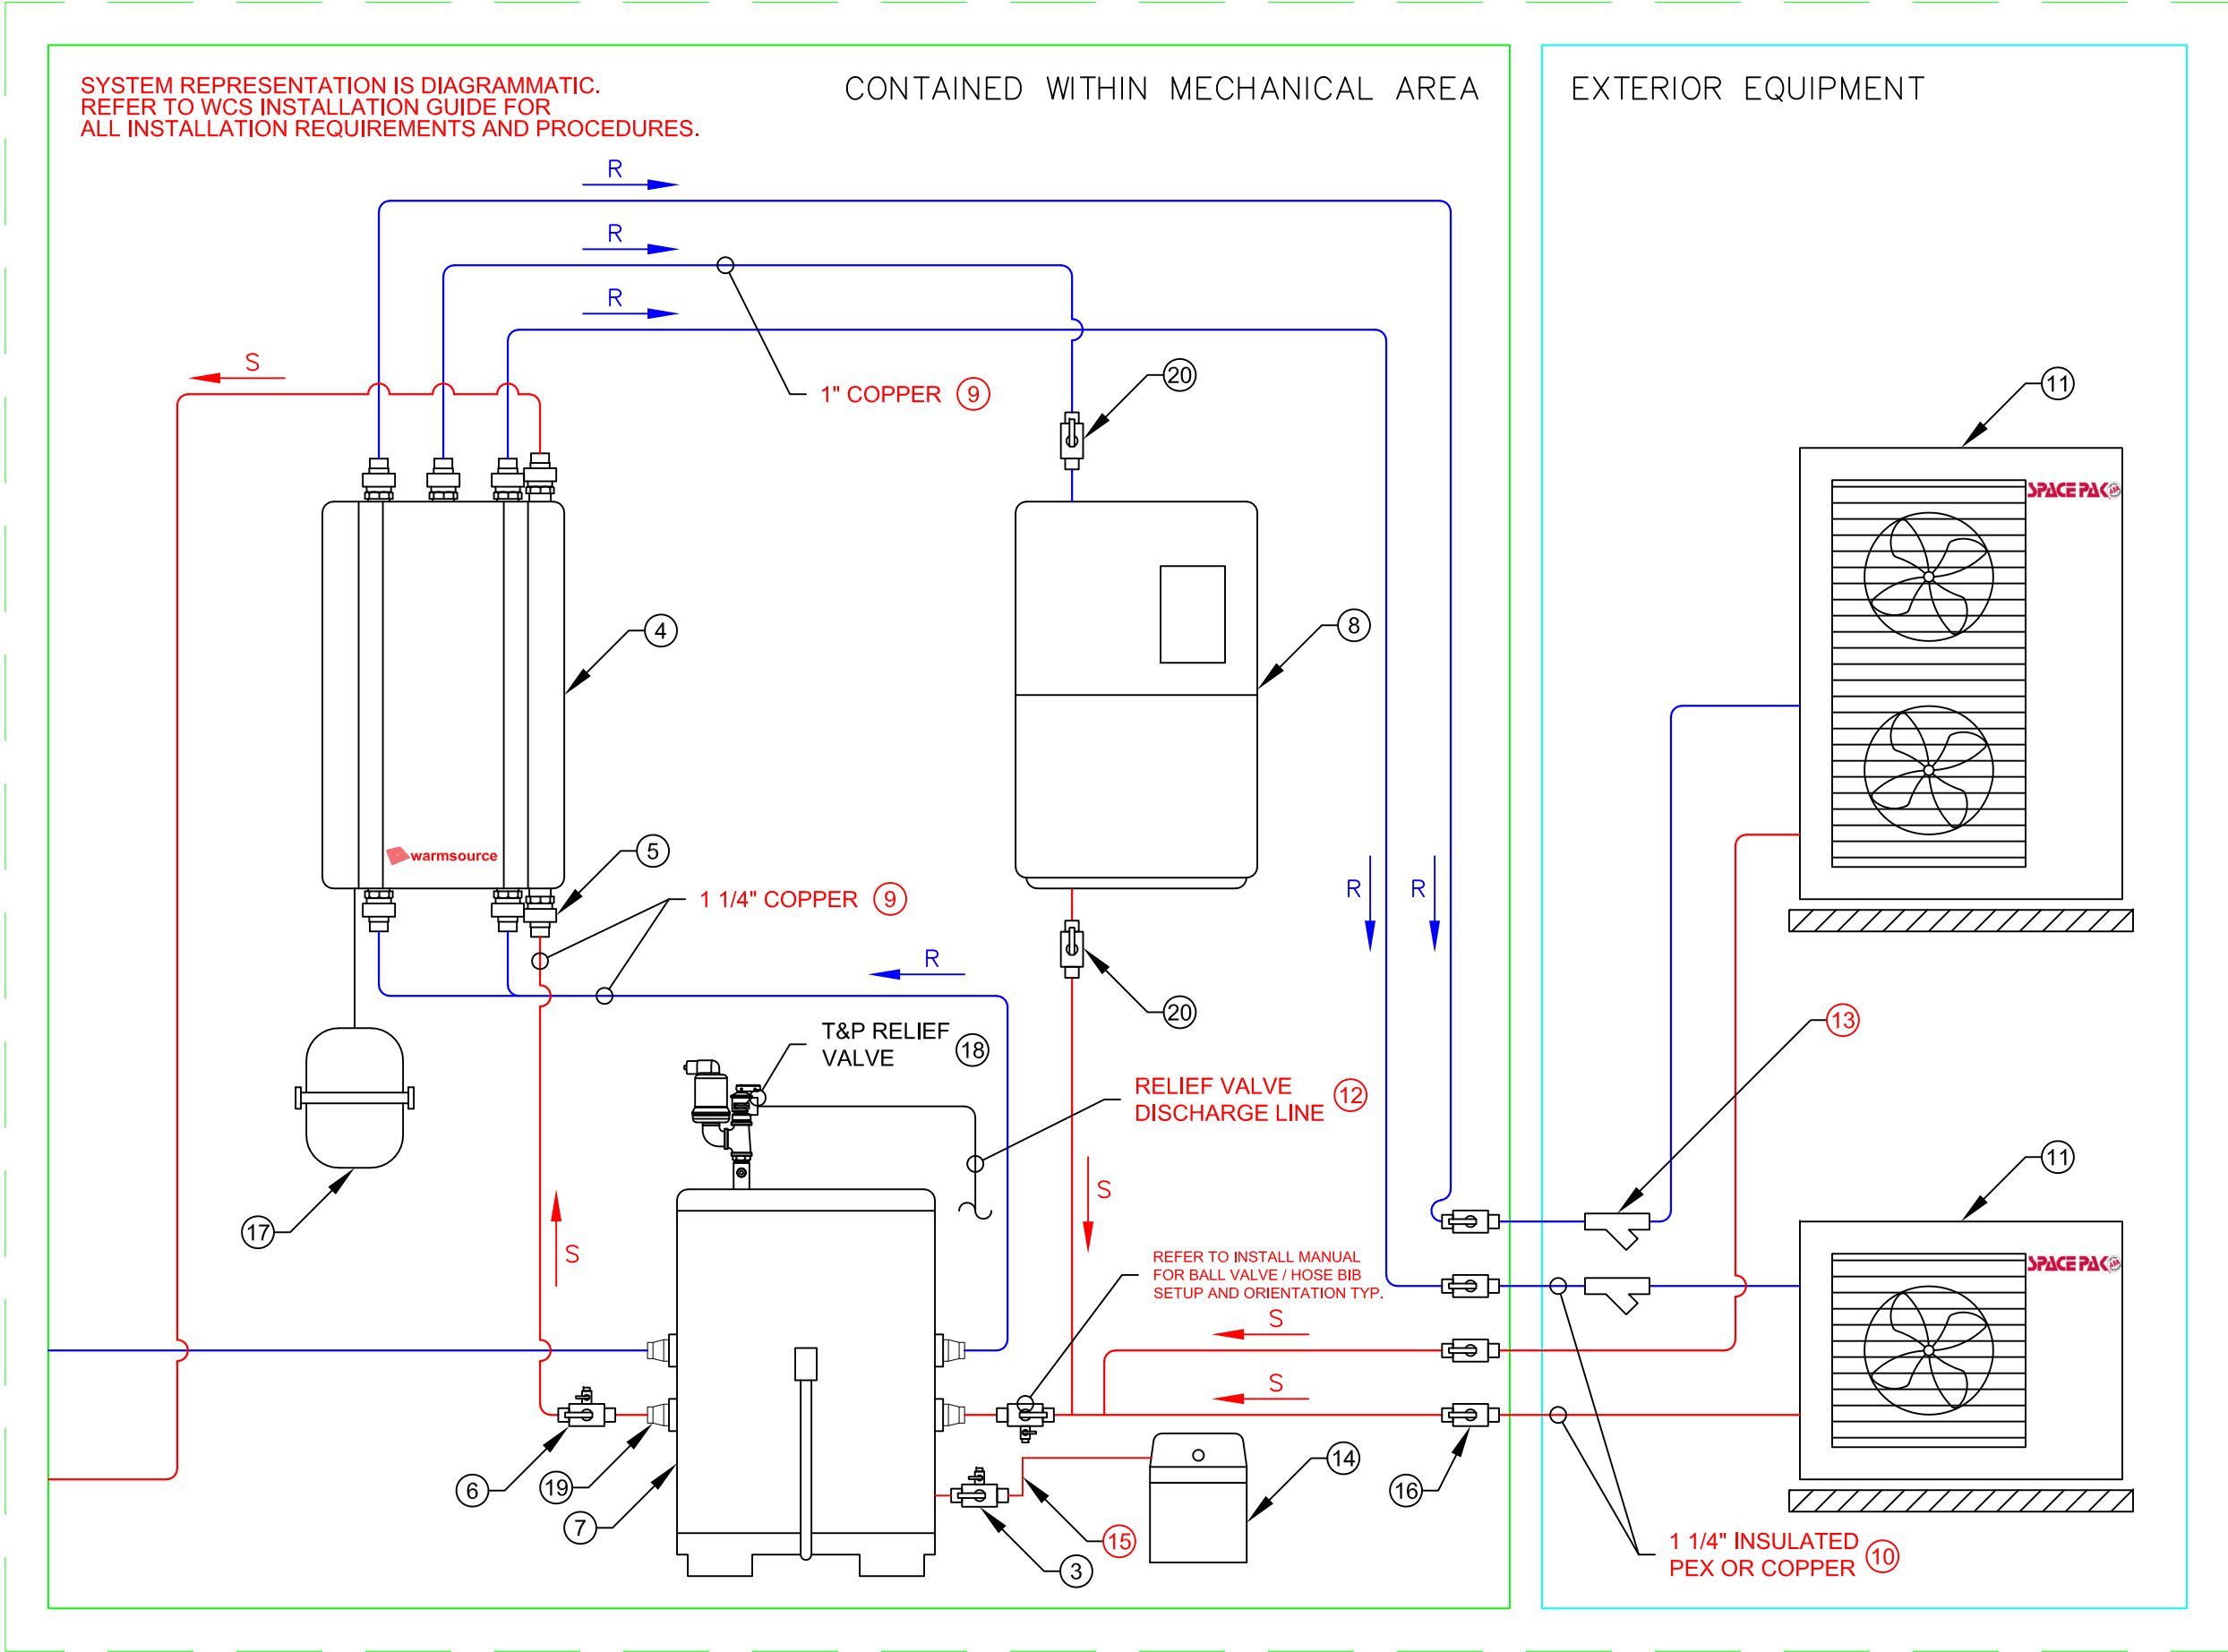 SYSTEM REPRESENTATION IS DIAGRAMMATIC.
REFER TO WCS INSTALLATION GUIDE FOR
ALL INSTALLATION REQUIREMENTS AND PROCEDURES.
CONTAINED WITHIN MECHANICAL AREA
EXTERIOR EQUIPMENT
R
R
R
S
1" COPPER 9
20
11
SPACE PAK
4
8
warmsource
5
1 1/4" COPPER 9
R
R
R
20
13
T&P RELIEF
VALVE 18
RELIEF VALVE
DISCHARGE LINE 12
11
17
S
S
REFER TO INSTALL MANUAL
FOR BALL VALVE / HOSE BIB
SETUP AND ORIENTATION TYP.
SPACE PAK
S
S
6
19
7
15
3
14
16
1 1/4" INSULATED
PEX OR COPPER 10